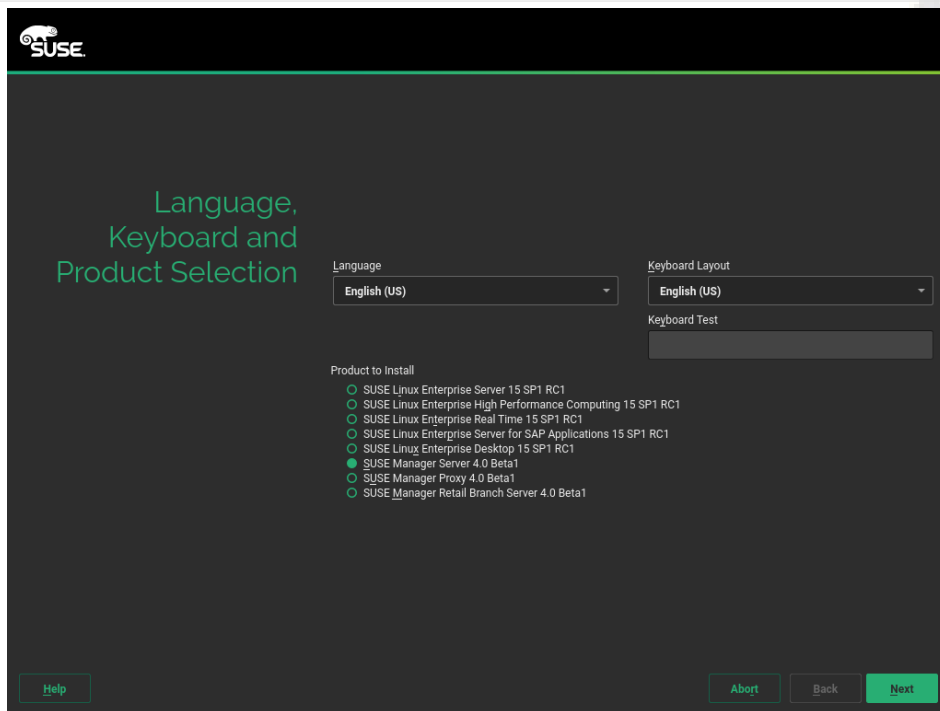 SUSE.
Language,
Keyboard and
Product Selection
Language
Keyboard Layout
English (US)
English (US)
Keyboard Test
Product to Install
SUSE Linux Enterprise Server 15 SP1 RC1
SUSE Linux Enterprise High Performance Computing 15 SP1 RC1
SUSE Linux Enterprise Real Time 15 SP1 RC1
SUSE Linux Enterprise Server for SAP Applications 15 SP1 RC1
SUSE Linux Enterprise Desktop 15 SP1 RC1
SUSE Manager Server 4.0 Beta1
SUSE Manager Proxy 4.0 Beta1
SUSE Manager Retail Branch Server 4.0 Beta1
Help
Abort
Back
Next